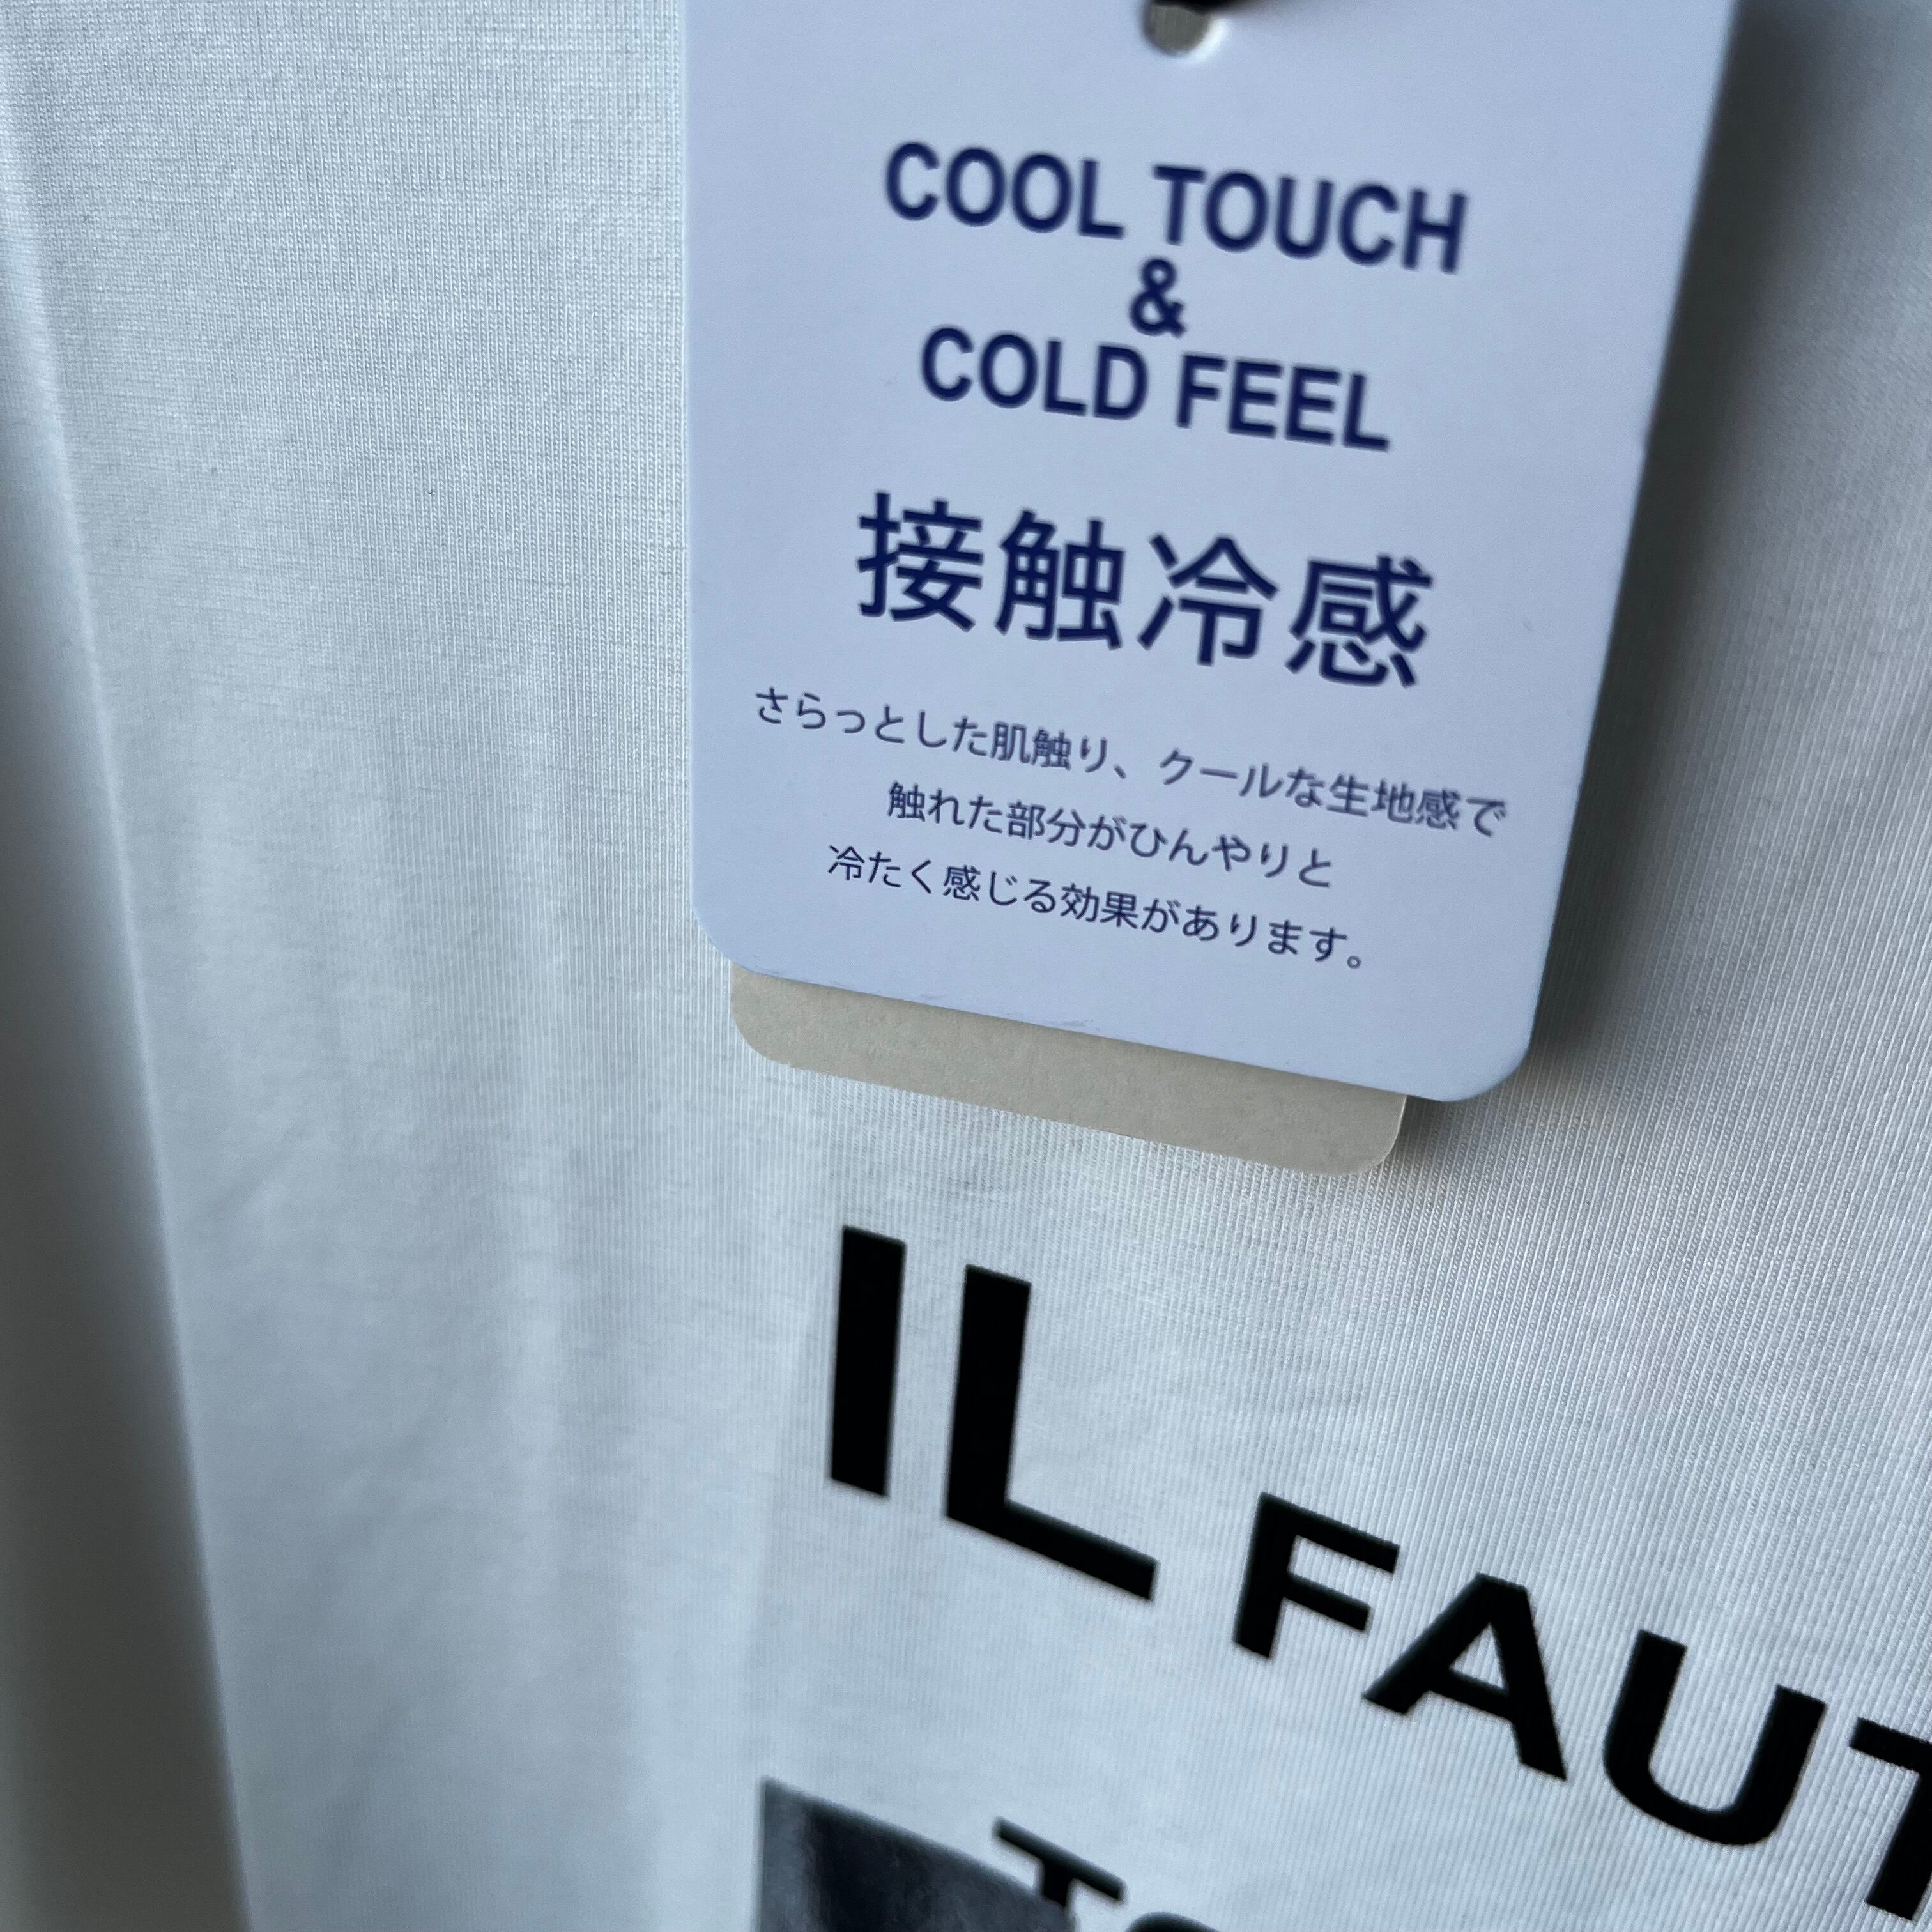 COOL TOUCH
&
COLD FEEL
接触冷感
さらっとした肌触り、クールな生地感で
触れた部分がひんやりと
冷たく感じる効果があります。
IL FAUT